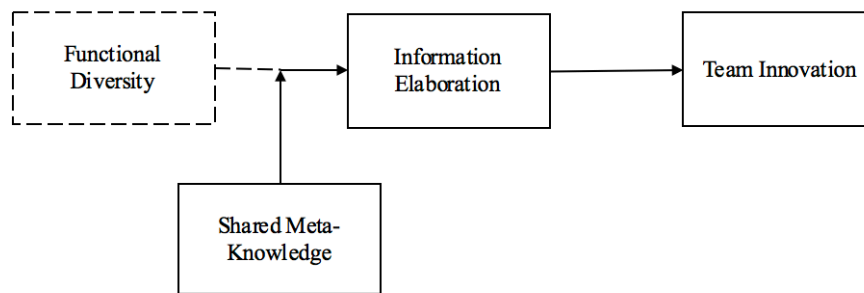 Functional
Diversity
Information
Elaboration
Team Innovation
Shared Meta-
Knowledge